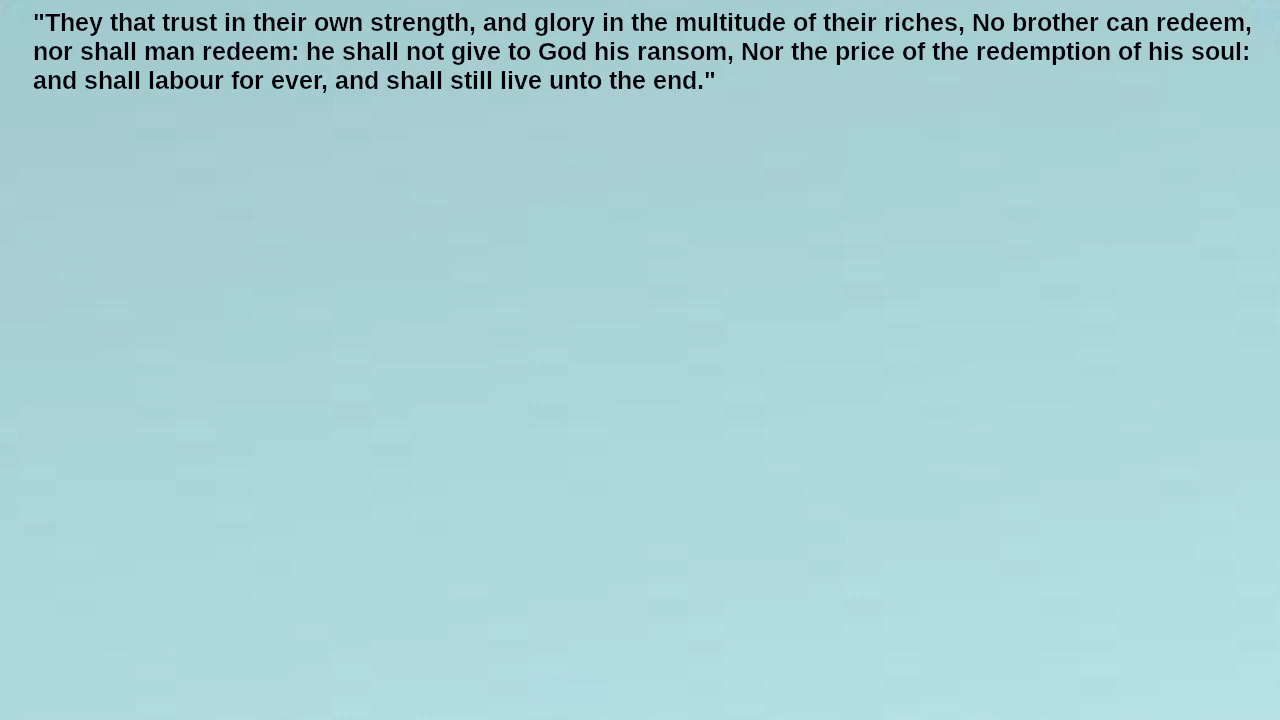 "They that trust in their own strength, and glory in the multitude of their riches, No brother can redeem,
nor shall man redeem: he shall not give to God his ransom, Nor the price of the redemption of his soul:
and shall labour for ever, and shall still live unto the end."